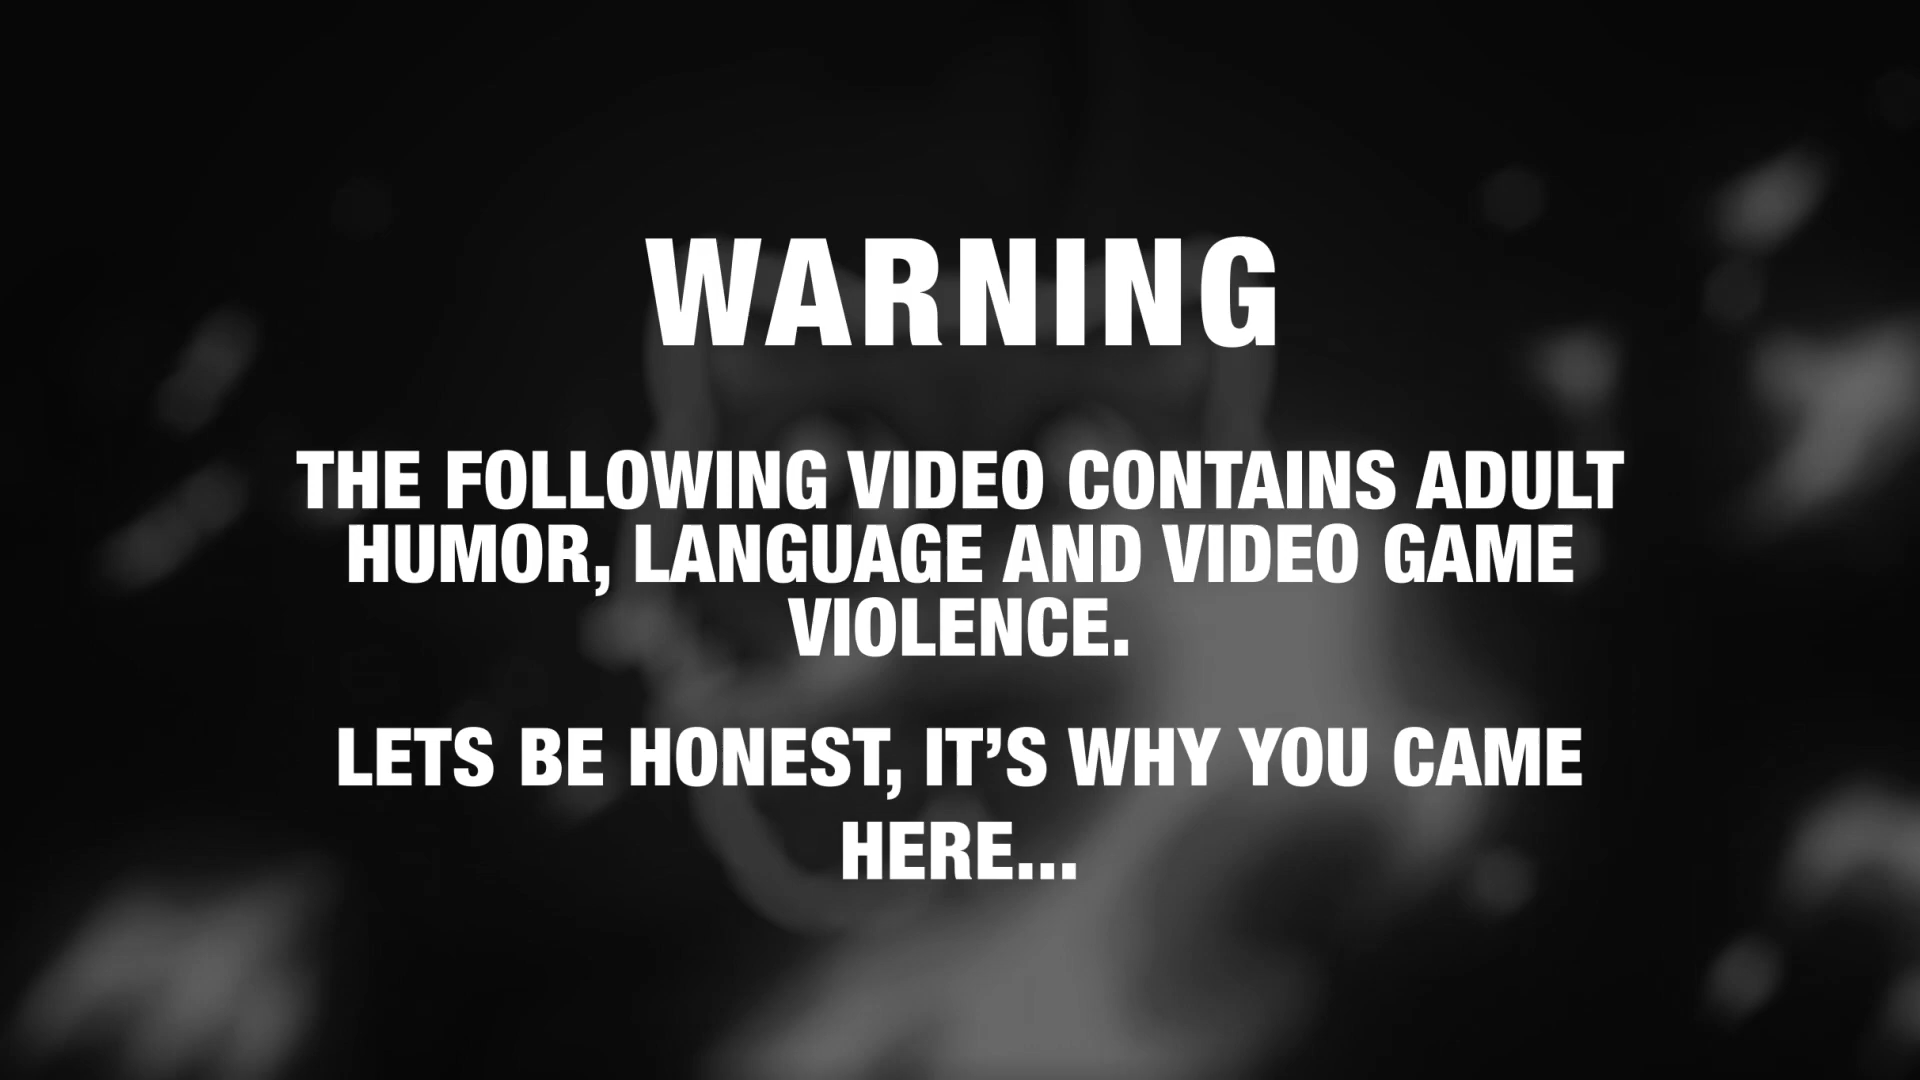 WARNING
THE FOLLOWING VIDEO CONTAINS ADULT
HUMOR, LANGUAGE AND VIDEO GAME
VIOLENCE.
LETS BE HONEST, IT’S WHY YOU CAME
HERE...